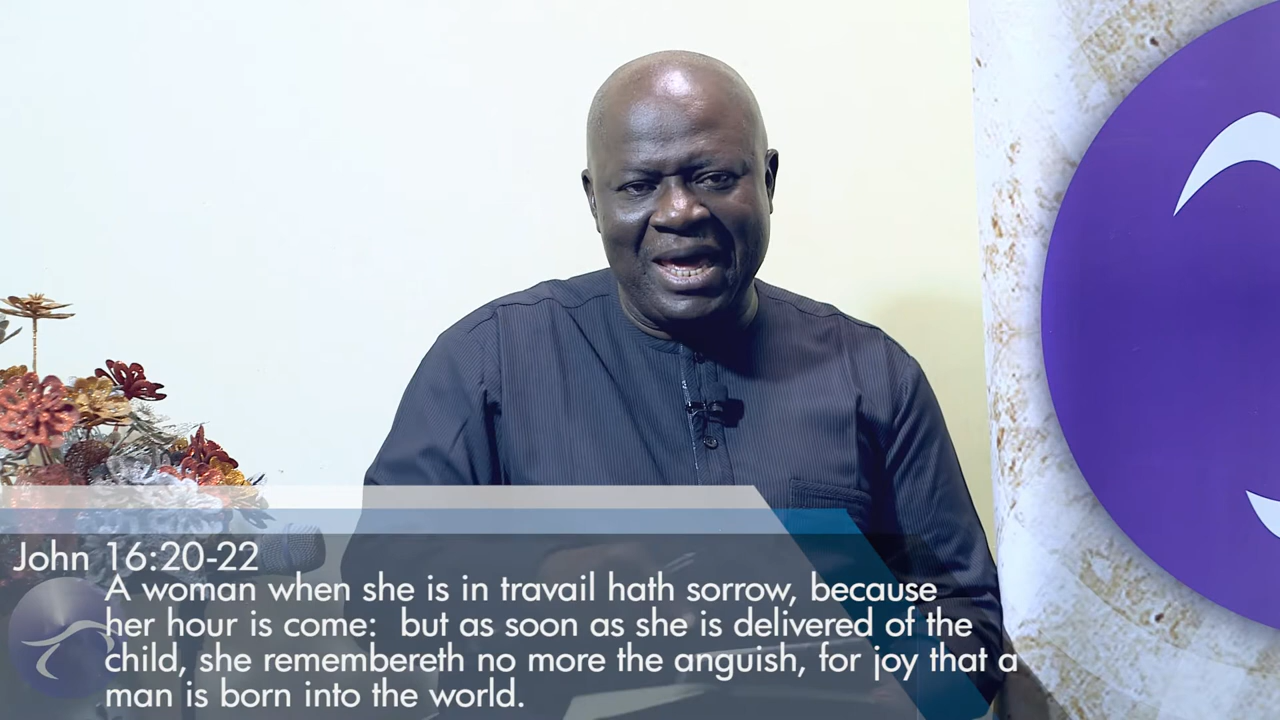 John 16:20-22
A woman when she is in travail hath sorrow, because
her hour is come:  but as soon as she is delivered of the
child, she remembereth no more the anguish, for joy that a
man is born into the world.